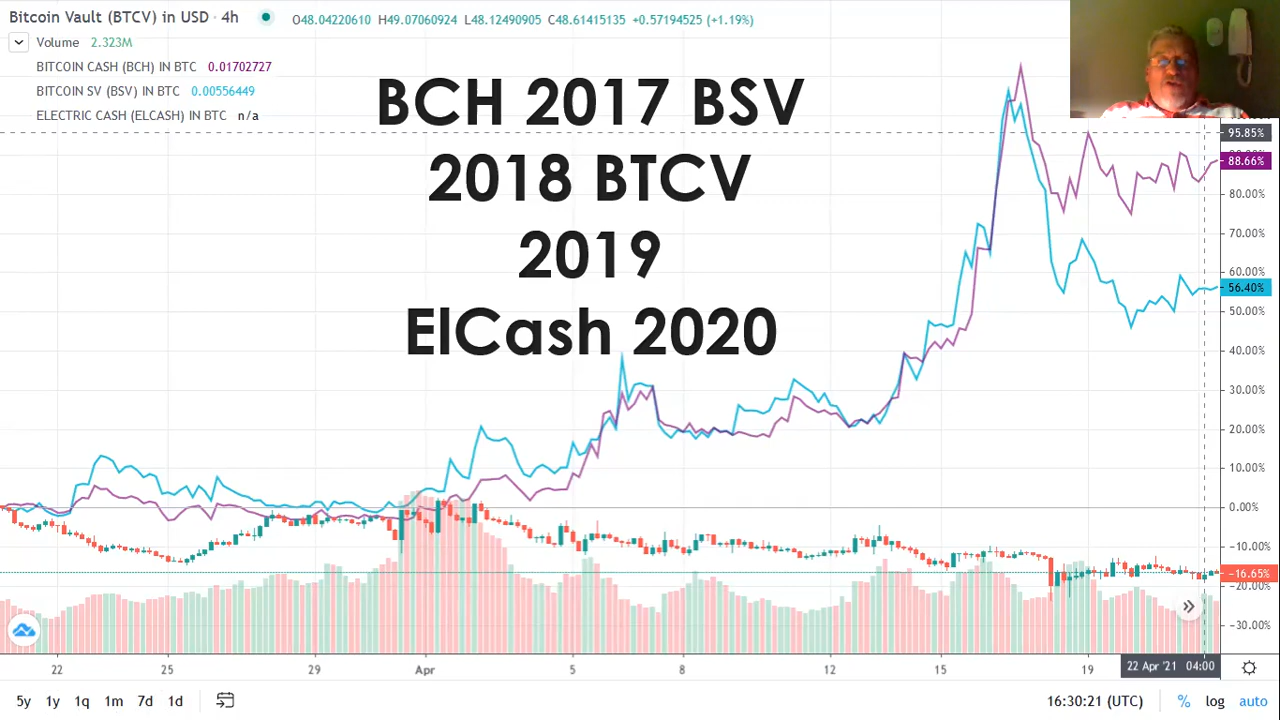 Bitcoin Vault (BTCV) in USD · 4h O48.04220610 H49.07060924 L48.12490905 C48.61415135 +0.57194525 (+1.19%)
Volume 2.323M
BITCOIN CASH (BCH) IN BTC 0.01702727
BITCOIN SV (BSV) IN BTC 0.00556449
ELECTRIC CASH (ELCASH) IN BTC n/a
BCH 2017 BSV
2018 BTCV
2019
ElCash 2020
95.85%
88.66%
80.00%
70.00%
60.00%
56.40%
50.00%
40.00%
30.00%
20.00%
10.00%
0.00%
−10.00%
−16.65%
−30.00%
22 25 29 Apr 5 8 12 15 19 22 Apr '21 04:00
5y 1y 1q 1m 7d 1d 16:30:21 (UTC) % log auto